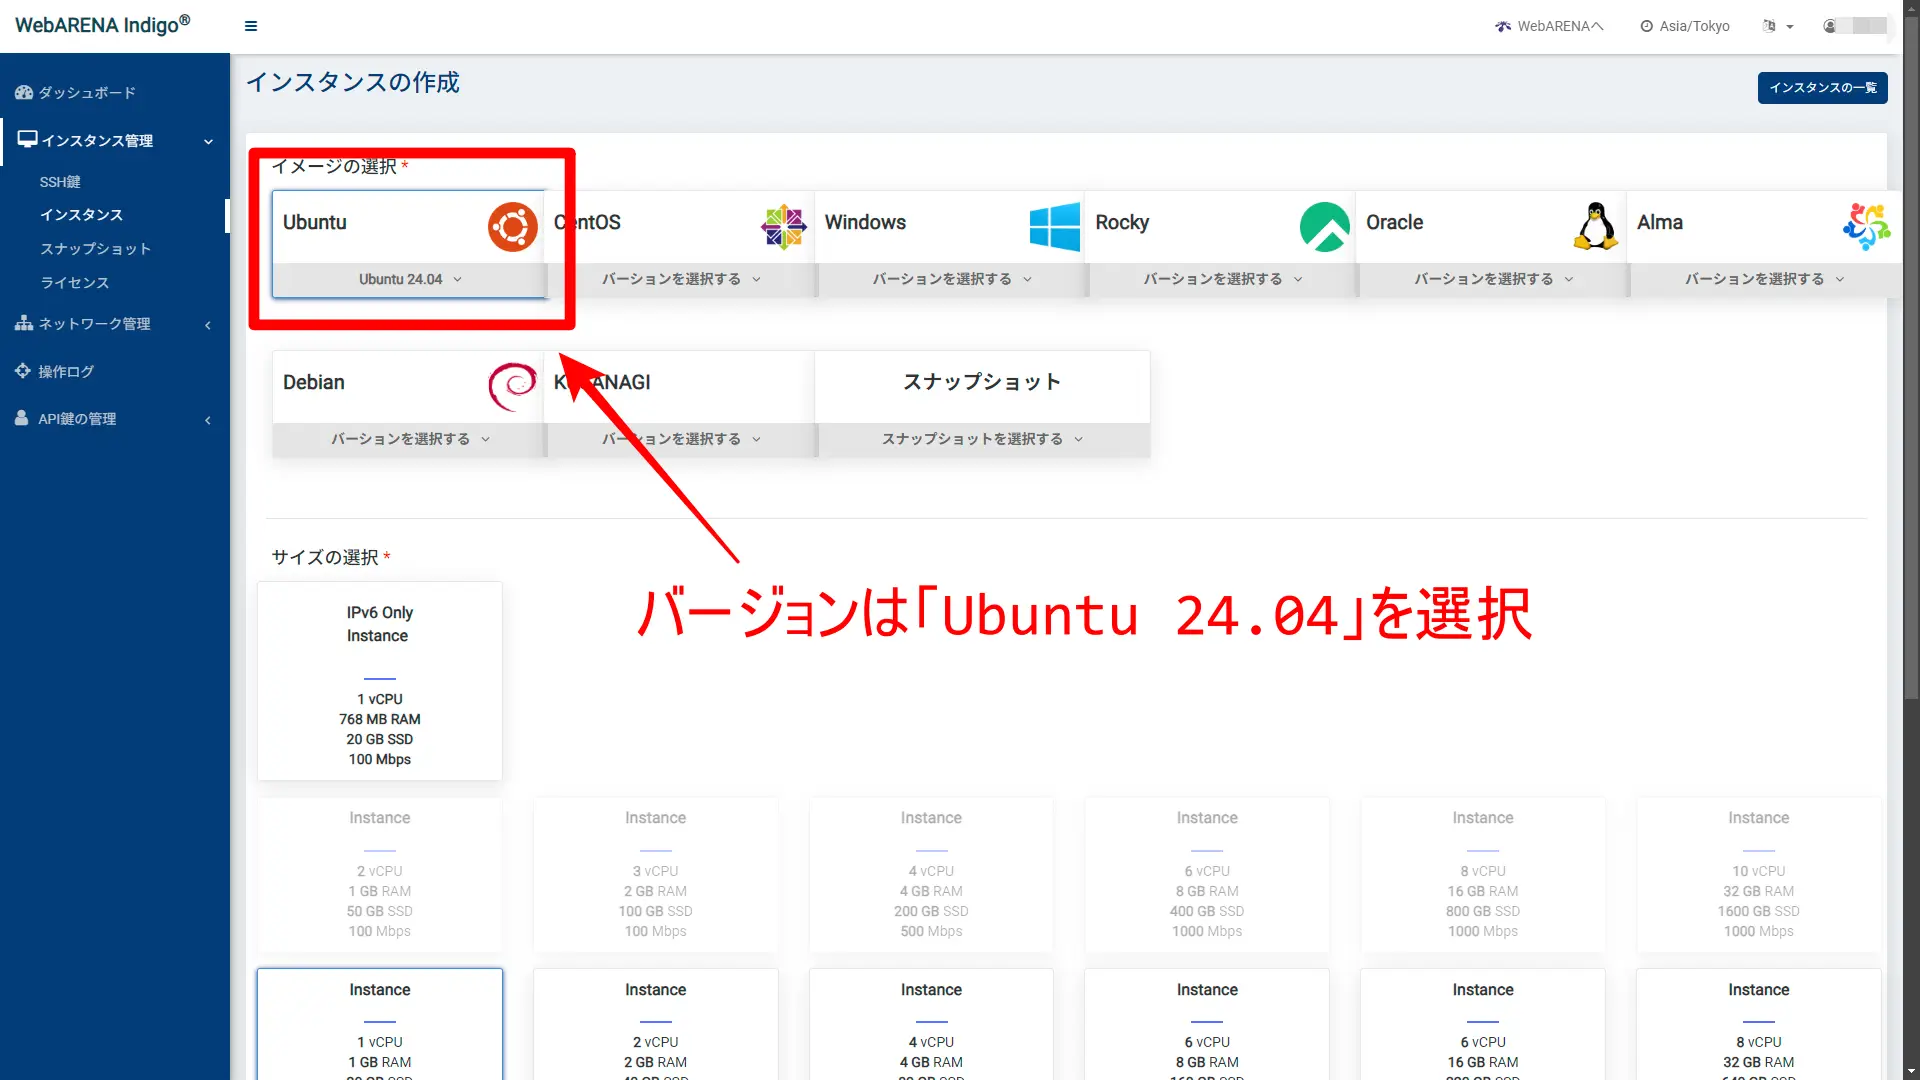 WebARENA Indigo®
WebARENAへ
Asia/Tokyo
ダッシュボード
インスタンス管理
SSH鍵
インスタンス
スナップショット
ライセンス
ネットワーク管理
操作ログ
API鍵の管理
インスタンスの作成
インスタンスの一覧
イメージの選択 *
Ubuntu
Ubuntu 24.04
CentOS
バージョンを選択する
Windows
バージョンを選択する
Rocky
バージョンを選択する
Oracle
バージョンを選択する
Alma
バージョンを選択する
Debian
バージョンを選択する
KUSANAGI
バージョンを選択する
スナップショット
スナップショットを選択する
サイズの選択 *
バージョンは「Ubuntu 24.04」を選択
IPv6 Only
Instance
1 vCPU
768 MB RAM
20 GB SSD
100 Mbps
Instance
2 vCPU
1 GB RAM
50 GB SSD
100 Mbps
Instance
3 vCPU
2 GB RAM
100 GB SSD
100 Mbps
Instance
4 vCPU
4 GB RAM
200 GB SSD
500 Mbps
Instance
6 vCPU
8 GB RAM
400 GB SSD
1000 Mbps
Instance
8 vCPU
16 GB RAM
800 GB SSD
1000 Mbps
Instance
10 vCPU
32 GB RAM
1600 GB SSD
1000 Mbps
Instance
1 vCPU
1 GB RAM
Instance
2 vCPU
2 GB RAM
Instance
4 vCPU
4 GB RAM
Instance
6 vCPU
8 GB RAM
Instance
6 vCPU
16 GB RAM
Instance
8 vCPU
32 GB RAM